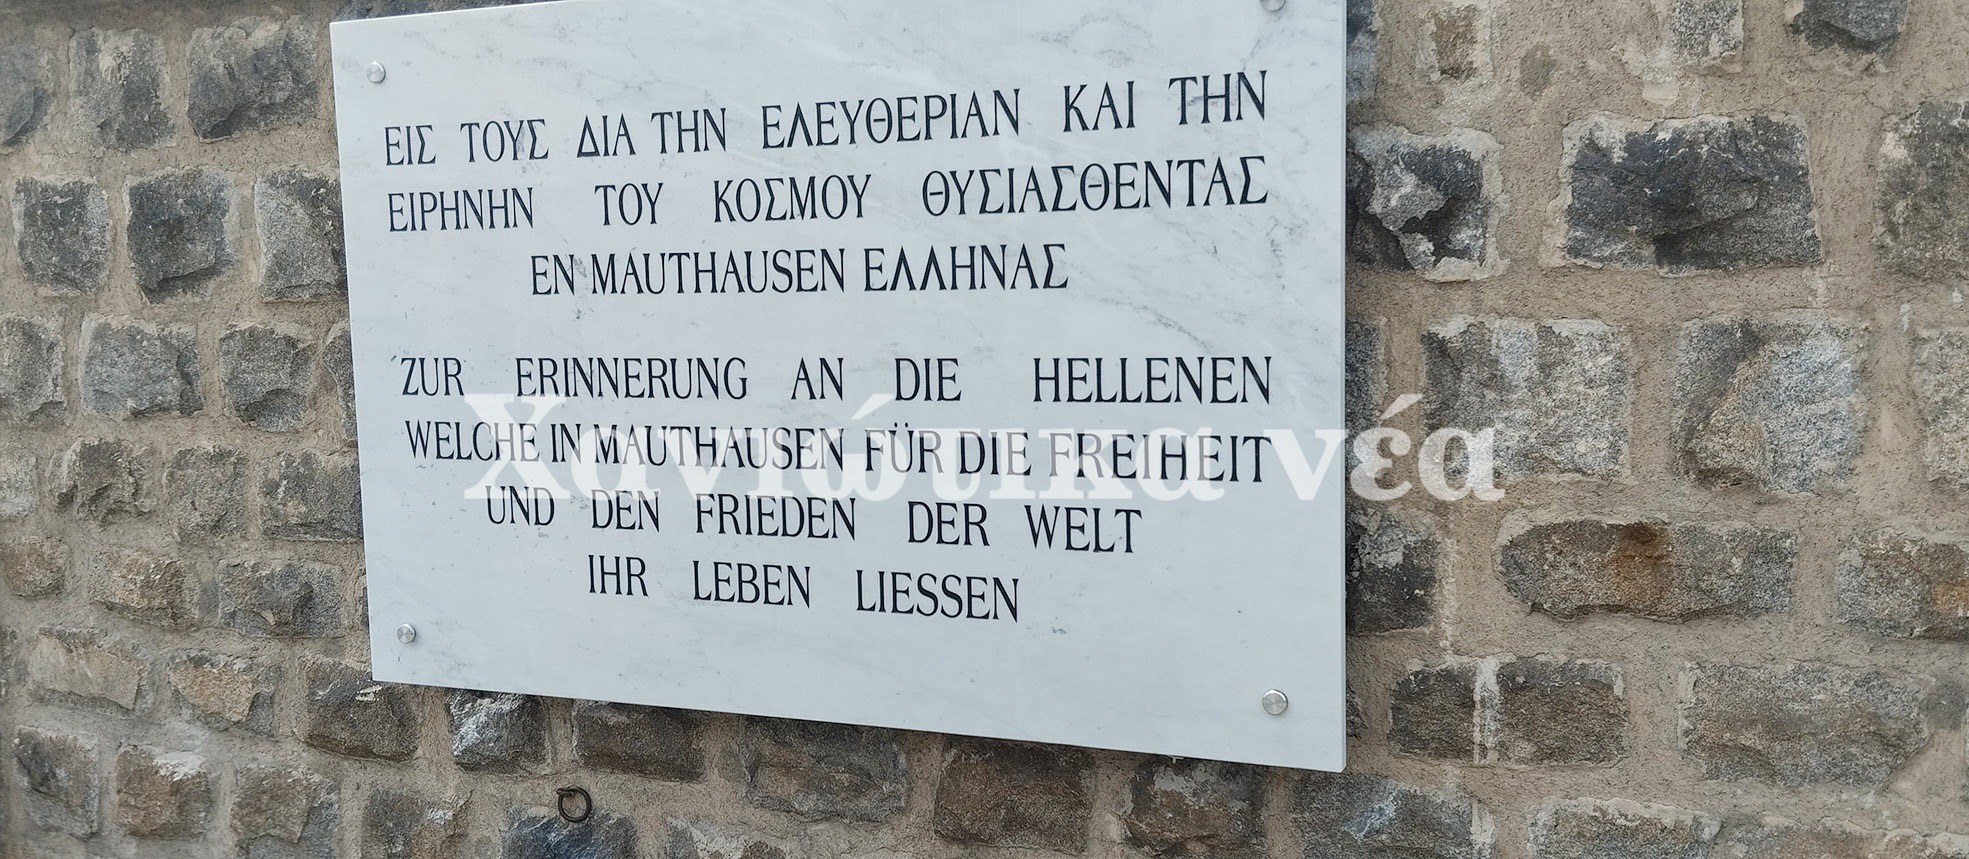 ΕΙΣ ΤΟΥΣ ΔΙΑ ΤΗΝ ΕΛΕΥΘΕΡΙΑΝ ΚΑΙ ΤΗΝ
ΕΙΡΗΝΗΝ ΤΟΥ ΚΟΣΜΟΥ ΘΥΣΙΑΣΘΕΝΤΑΣ
ΕΝ MAUTHAUSEN ΕΛΛΗΝΑΣ
ZUR ERINNERUNG AN DIE HELLENEN
WELCHE IN MAUTHAUSEN FÜR DIE FREIHEIT
Χανιώτικα νέα
UND DEN FRIEDEN DER WELT
IHR LEBEN LIESSEN